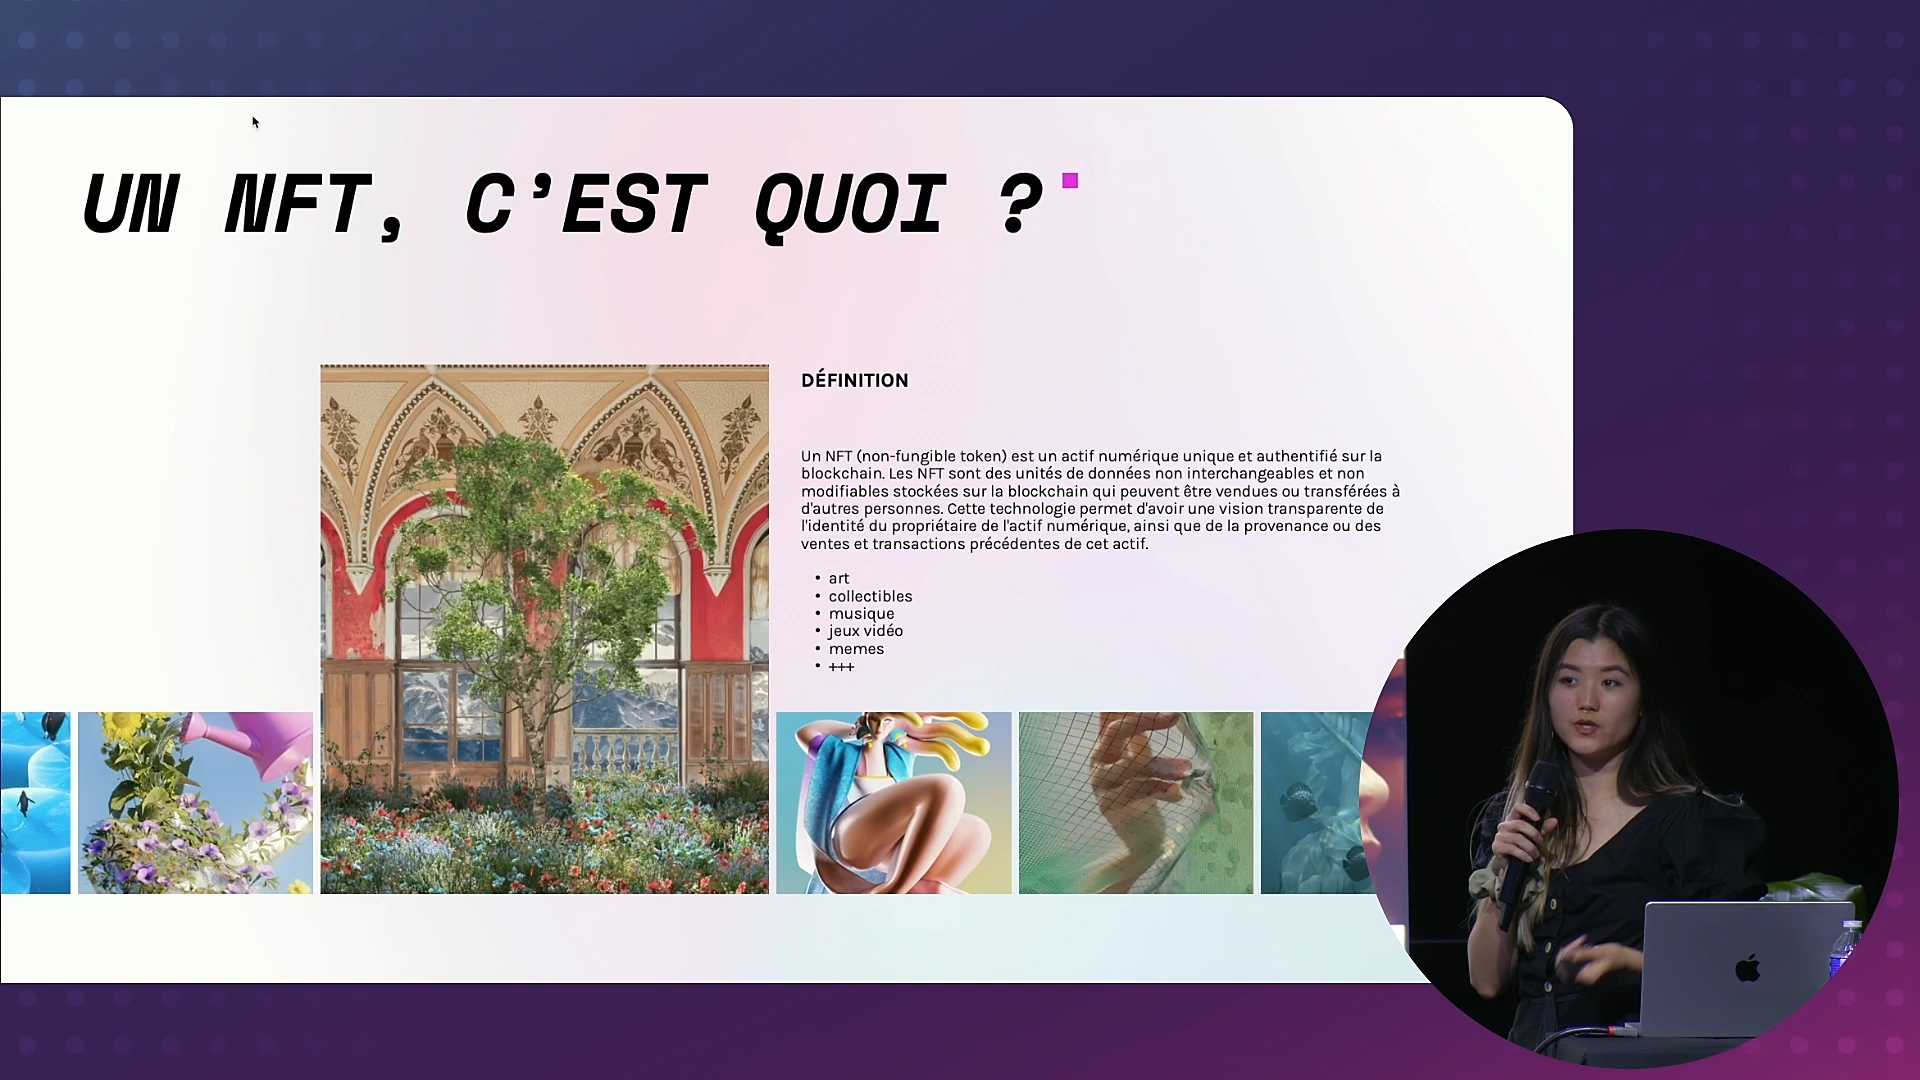 UN NFT, C’EST QUOI ?
DÉFINITION
Un NFT (non-fungible token) est un actif numérique unique et authentifié sur la
blockchain. Les NFT sont des unités de données non interchangeables et non
modifiables stockées sur la blockchain qui peuvent être vendues ou transférées à
d'autres personnes. Cette technologie permet d'avoir une vision transparente de
l'identité du propriétaire de l'actif numérique, ainsi que de la provenance ou des
ventes et transactions précédentes de cet actif.
• art
• collectibles
• musique
• jeux vidéo
• memes
• +++